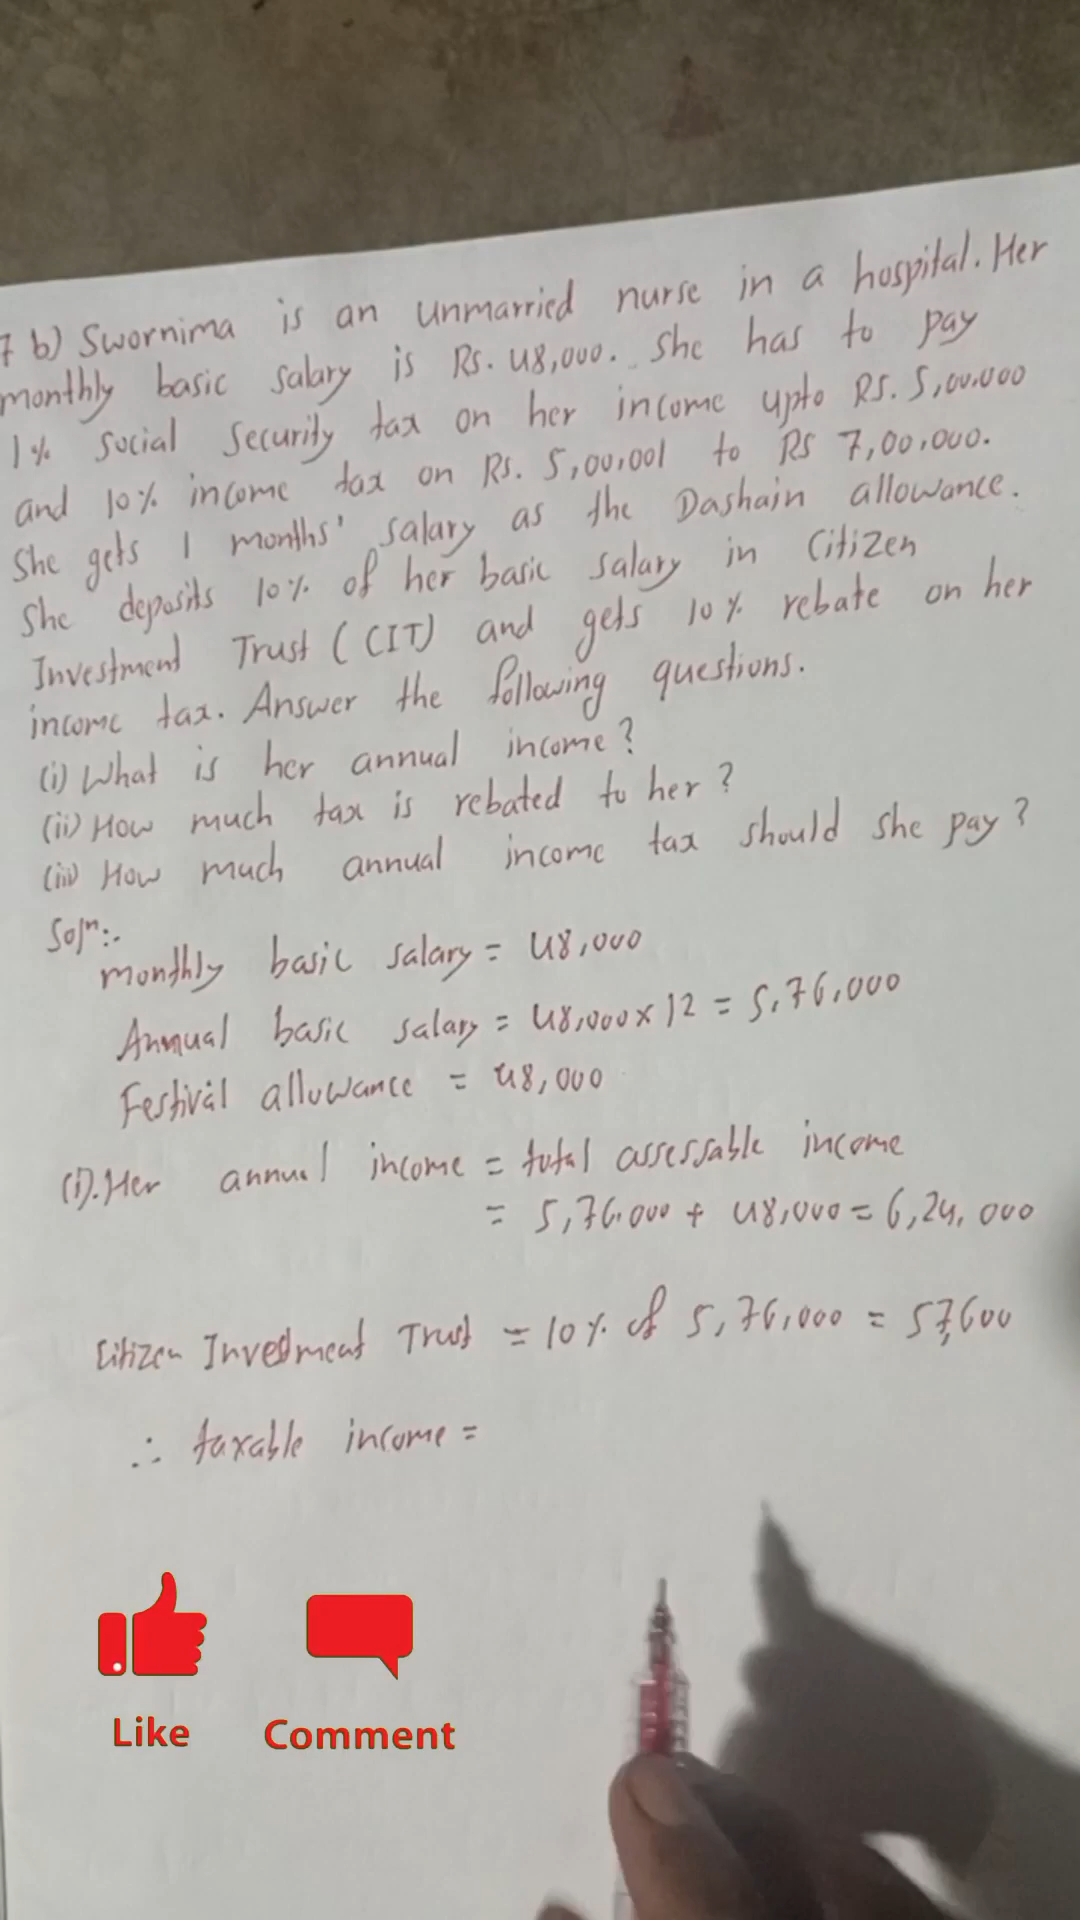 7 b) Swornima is an unmarried nurse in a hospital. Her
monthly basic salary is Rs. 48,000. She has to pay
1% social security tax on her income upto Rs. 5,00,000
and 10% income tax on Rs. 5,00,001 to Rs 7,00,000.
She gets 1 months' salary as the Dashain allowance.
She deposits 10% of her basic salary in Citizen
Investment Trust (CIT) and gets 10% rebate on her
income tax. Answer the following questions.
(i) What is her annual income?
(ii) How much tax is rebated to her?
(iii) How much annual income tax should she pay?
Solⁿ:-
monthly basic salary = 48,000
Annual basic salary = 48,000 x 12 = 5,76,000
Festival allowance = 48,000
(i). Her annual income = total assessable income
= 5,76,000 + 48,000 = 6,24,000
Citizen Investment Trust = 10% of 5,76,000 = 57,600
∴ taxable income =
Like
Comment